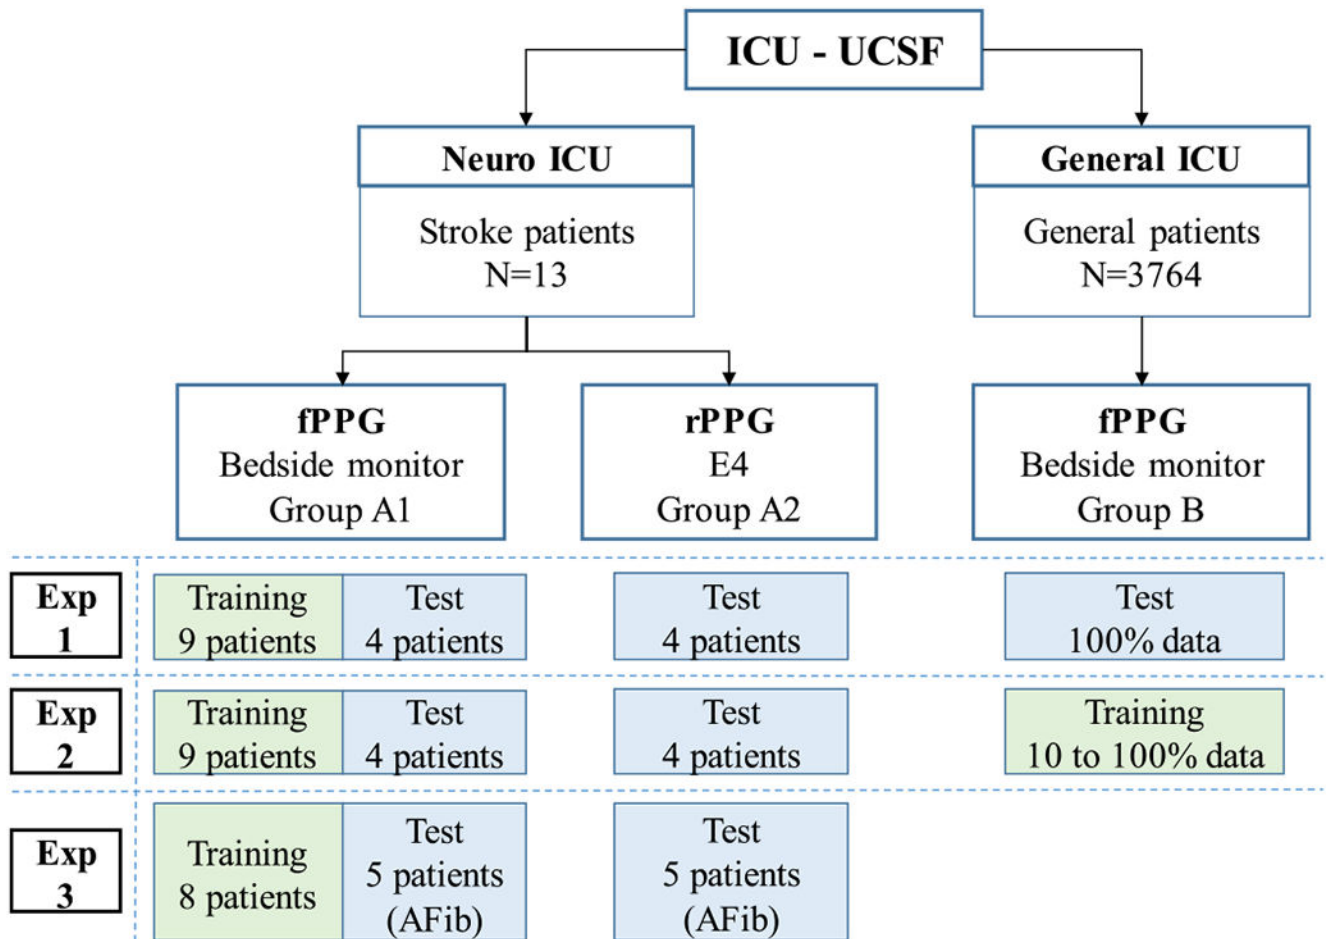 ICU - UCSF
Neuro ICU
Stroke patients
N=13
General ICU
General patients
N=3764
fPPG
Bedside monitor
Group A1
rPPG
E4
Group A2
fPPG
Bedside monitor
Group B
Exp
1
Training
9 patients
Test
4 patients
Test
4 patients
Test
100% data
Exp
2
Training
9 patients
Test
4 patients
Test
4 patients
Training
10 to 100% data
Exp
3
Training
8 patients
Test
5 patients
(AFib)
Test
5 patients
(AFib)